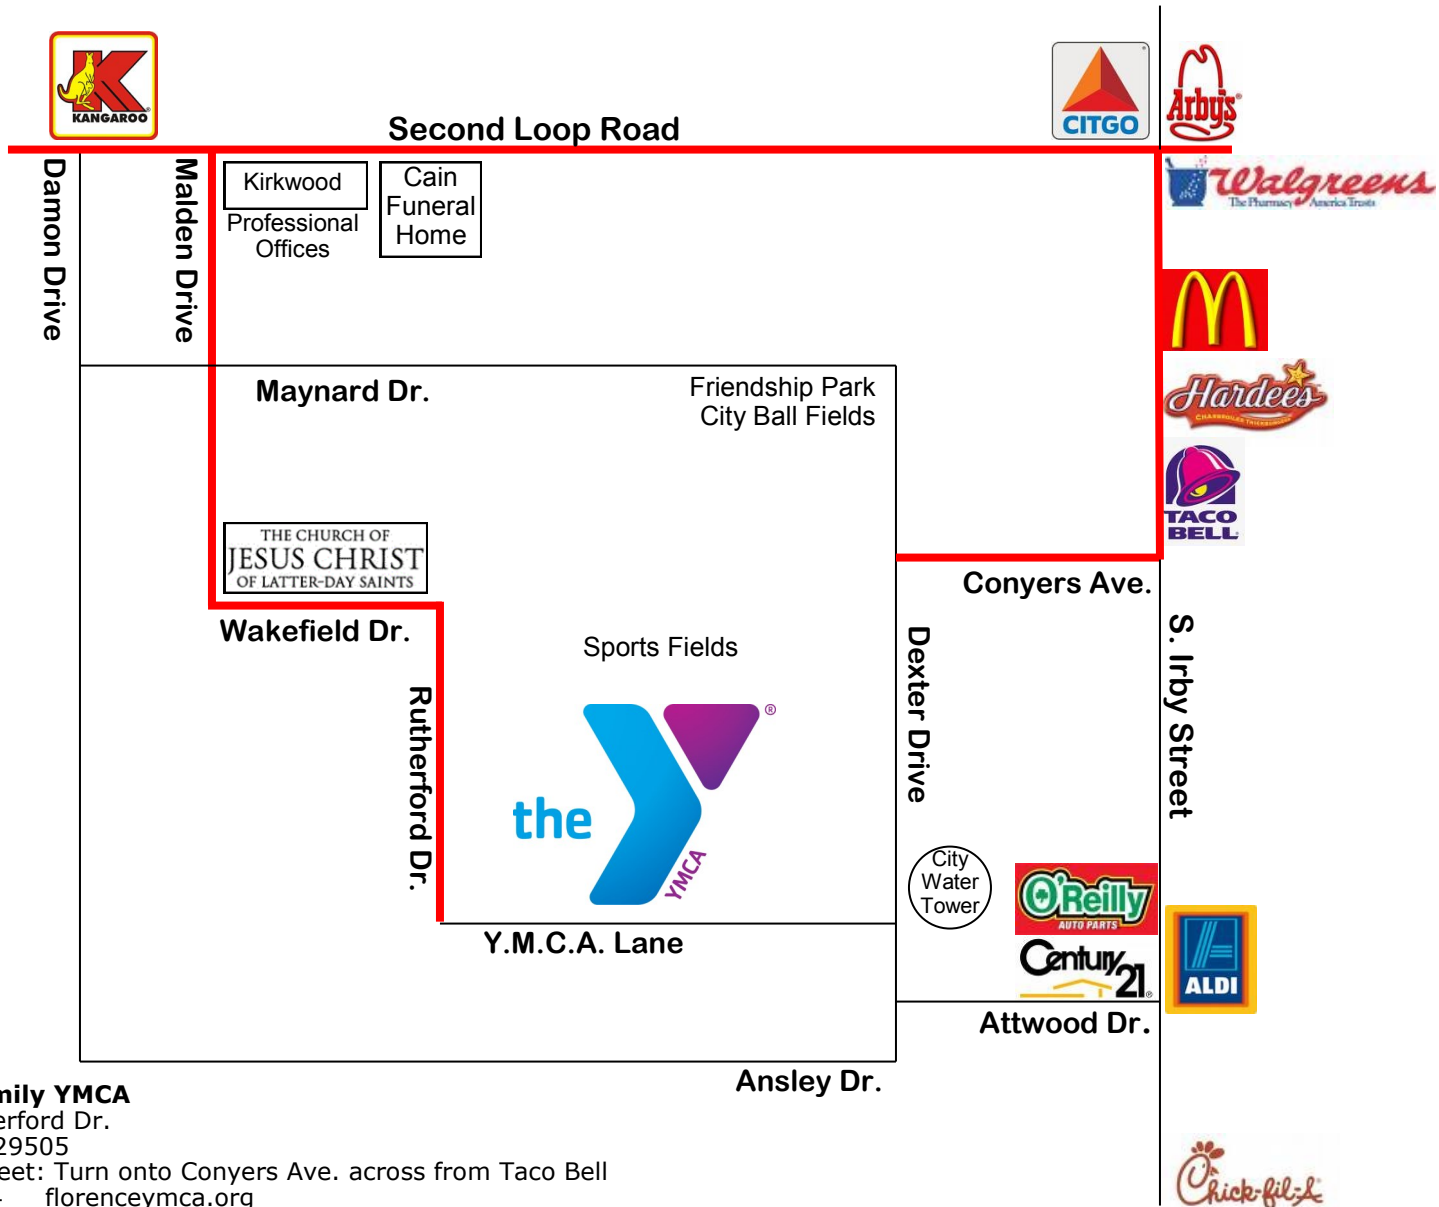 K
KANGAROO
CITGO
Arby's
Second Loop Road
Walgreens
The Pharmacy America Trusts
Damon Drive
Malden Drive
Kirkwood
Professional
Offices
Cain
Funeral
Home
Maynard Dr.
Friendship Park
City Ball Fields
Hardee's
CHARBROILED THICKBURGERS
TACO
BELL
THE CHURCH OF
JESUS CHRIST
OF LATTER-DAY SAINTS
Wakefield Dr.
Conyers Ave.
Sports Fields
Rutherford Dr.
the
YMCA
Dexter Drive
S. Irby Street
City
Water
Tower
O'Reilly
AUTO PARTS
Century
21
ALDI
Y.M.C.A. Lane
Attwood Dr.
Ansley Dr.
mily YMCA
erford Dr.
29505
eet: Turn onto Conyers Ave. across from Taco Bell
florenceymca.org
Chick-fil-A